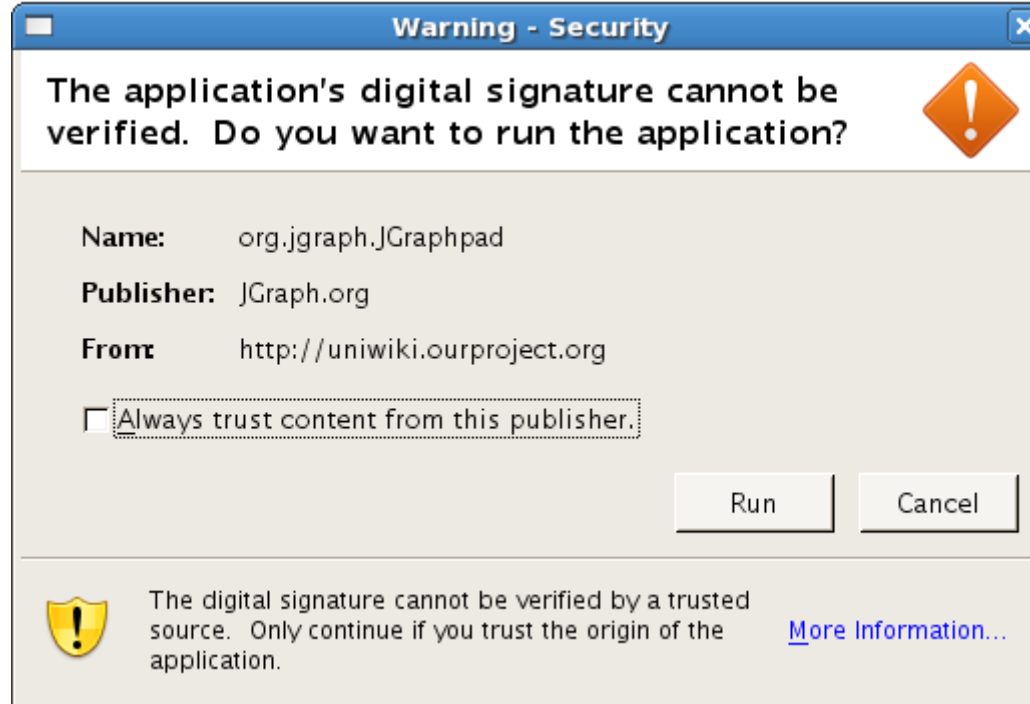 Warning - Security
The application's digital signature cannot be
verified. Do you want to run the application?
Name: org.jgraph.JGraphpad
Publisher: JGraph.org
From: http://uniwiki.ourproject.org
Always trust content from this publisher.
Run Cancel
The digital signature cannot be verified by a trusted
source. Only continue if you trust the origin of the
application.
More Information...